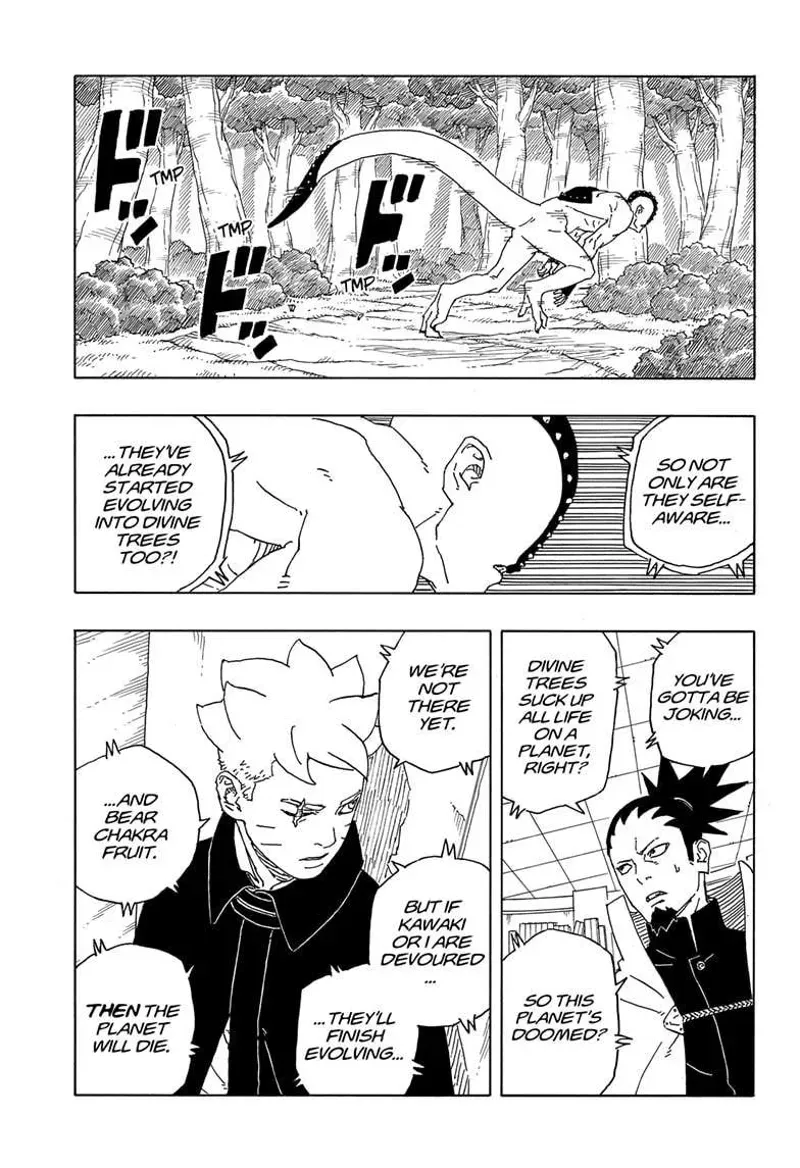 ドッ
TMP
TMP
ドッ
TMP
ドッ
SO NOT
ONLY ARE
THEY SELF-
AWARE...
...THEY'VE
ALREADY
STARTED
EVOLVING
INTO DIVINE
TREES
TOO?!
YOU'VE
GOTTA BE
JOKING...
DIVINE
TREES
SUCK UP
ALL LIFE
ON A
PLANET,
RIGHT?
SO THIS
PLANET'S
DOOMED?
WE'RE
NOT
THERE
YET.
BUT IF
KAWAKI
OR I ARE
DEVOURED
...
...THEY'LL
FINISH
EVOLVING...
...AND
BEAR
CHAKRA
FRUIT.
THEN THE
PLANET
WILL DIE.